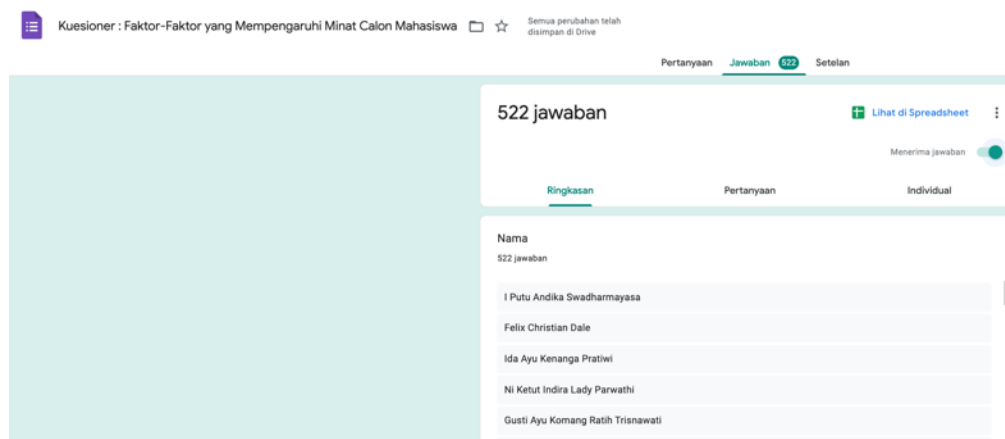 Kuesioner : Faktor-Faktor yang Mempengaruhi Minat Calon Mahasiswa
Semua perubahan telah
disimpan di Drive
Pertanyaan Jawaban 522 Setelan
522 jawaban
Lihat di Spreadsheet
Menerima jawaban
Ringkasan Pertanyaan Individual
Nama
522 jawaban
I Putu Andika Swadharmayasa
Felix Christian Dale
Ida Ayu Kenanga Pratiwi
Ni Ketut Indira Lady Parwathi
Gusti Ayu Komang Ratih Trisnawati